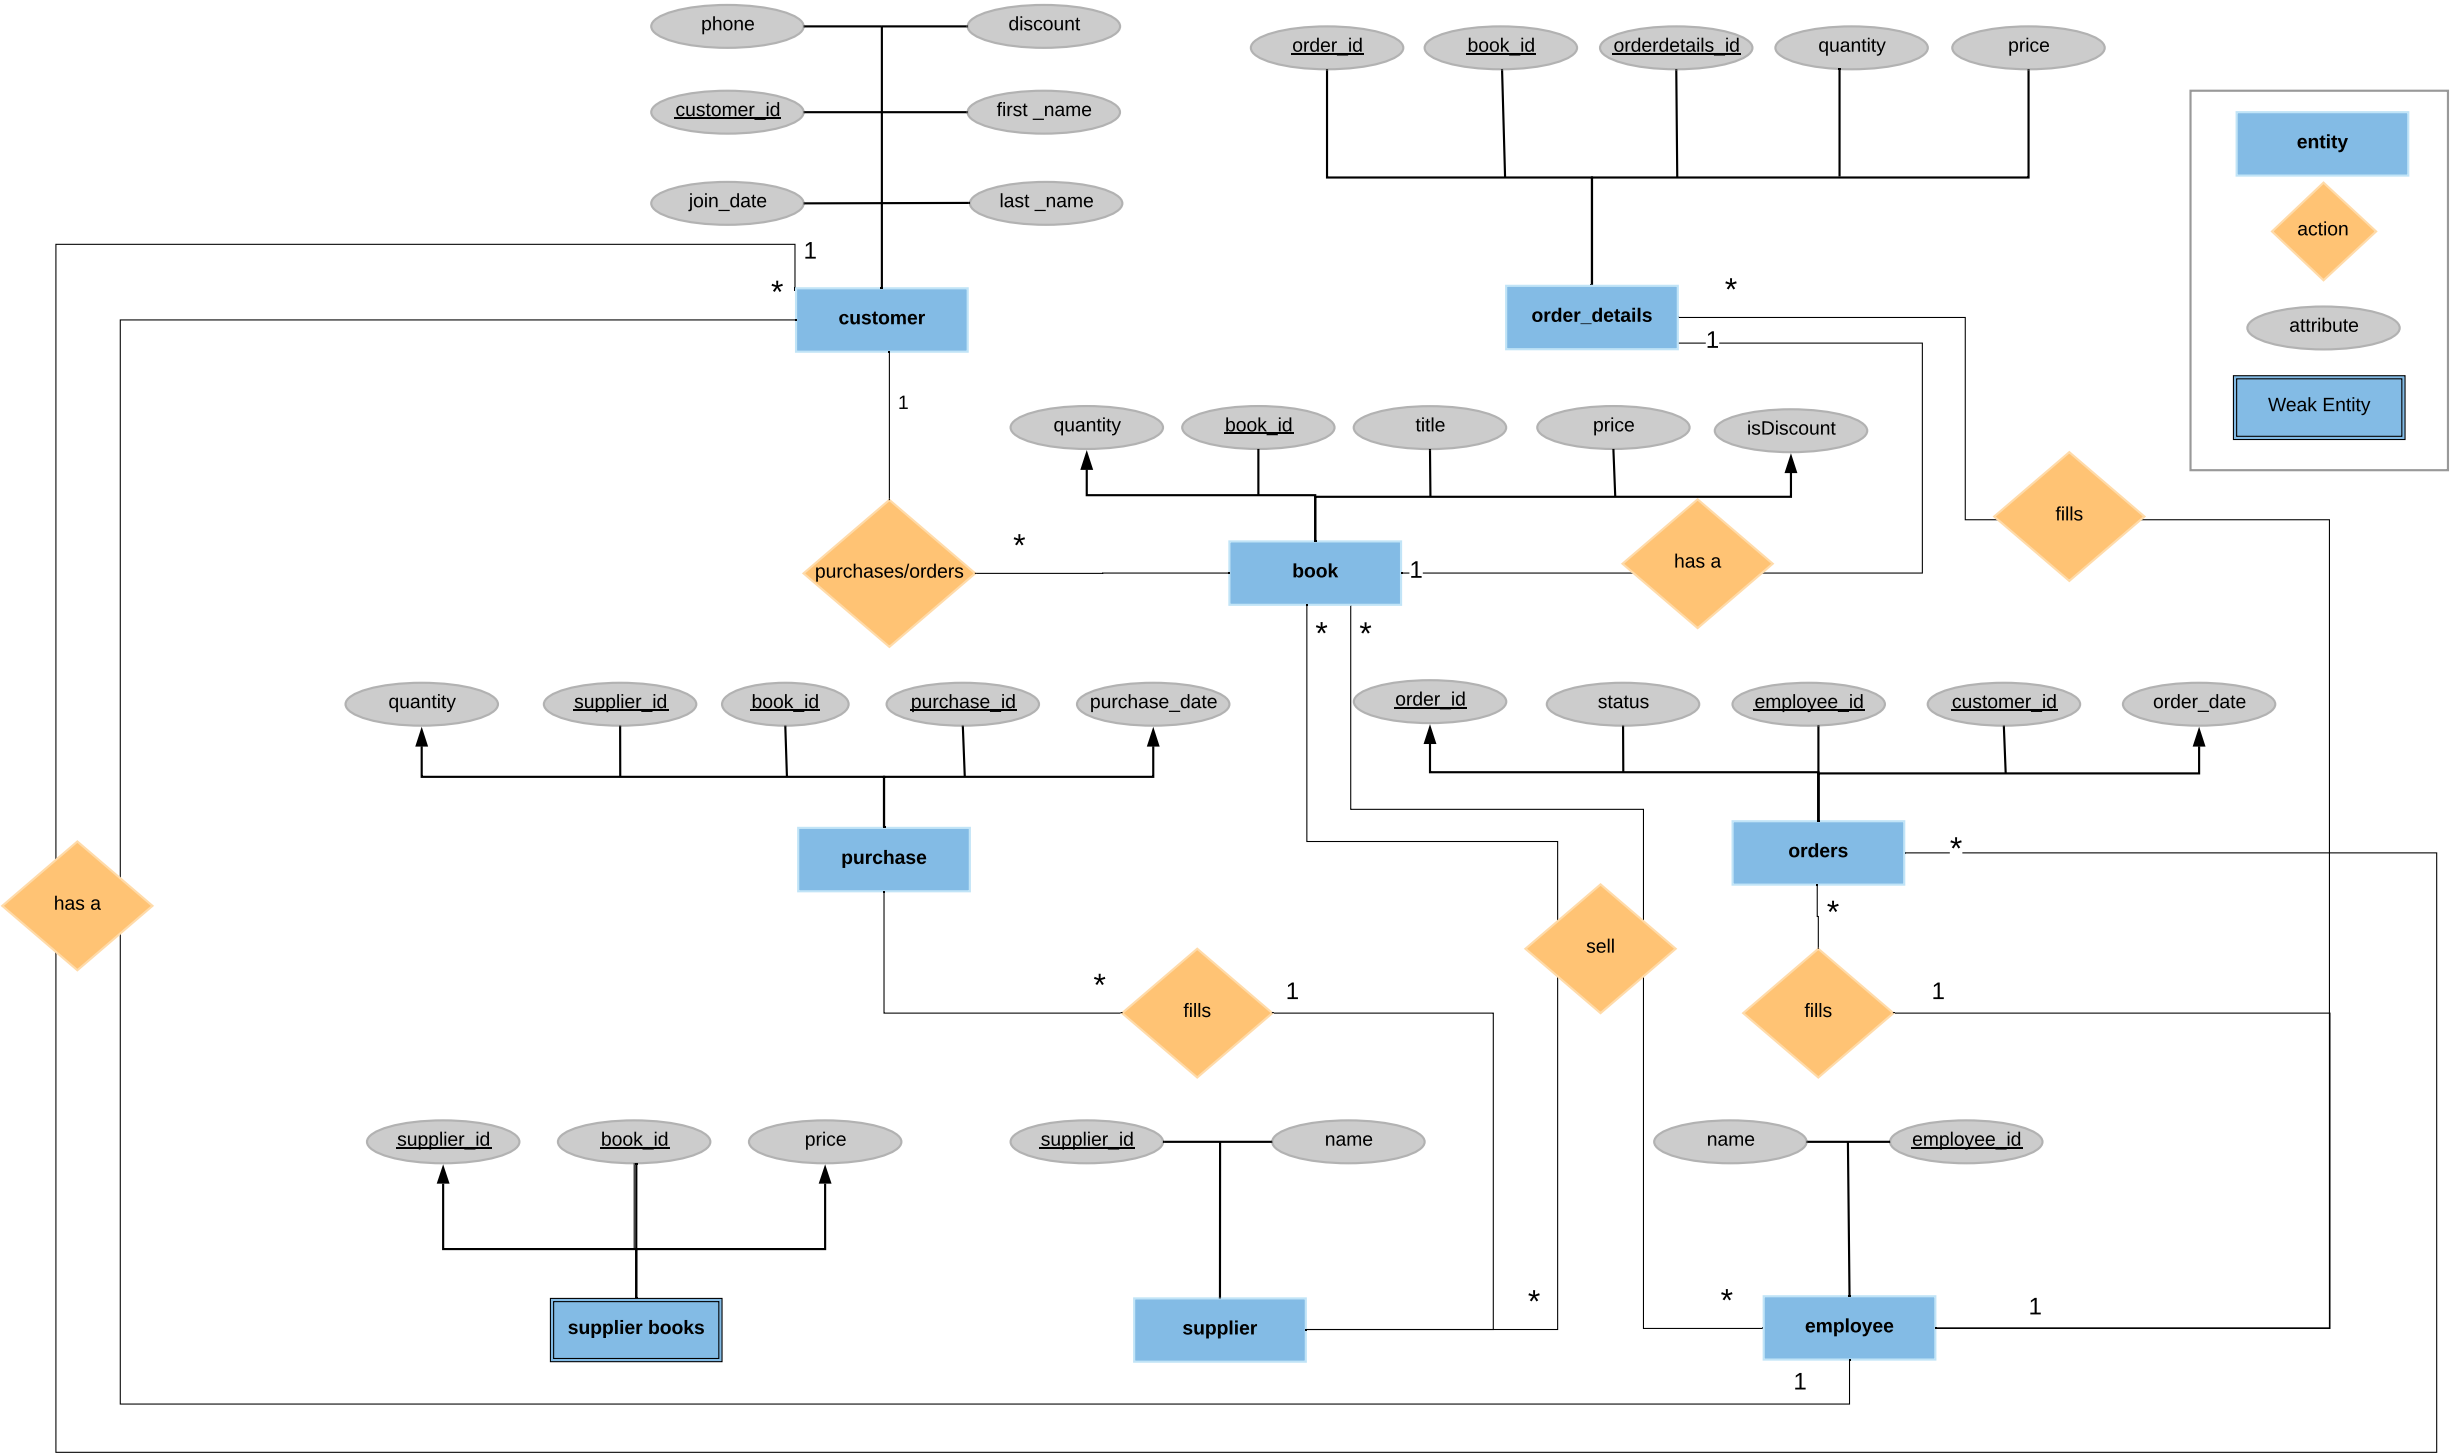 phone
discount
order_id
book_id
orderdetails_id
quantity
price
customer_id
first _name
entity
join_date
last _name
action
1
*
customer
*
order_details
attribute
1
1
Weak Entity
quantity
book_id
title
price
isDiscount
fills
*
purchases/orders
book
1
has a
*
*
quantity
supplier_id
book_id
purchase_id
purchase_date
order_id
status
employee_id
customer_id
order_date
purchase
orders
*
has a
*
sell
*
1
1
fills
fills
supplier_id
book_id
price
supplier_id
name
name
employee_id
supplier books
supplier
*
*
employee
1
1